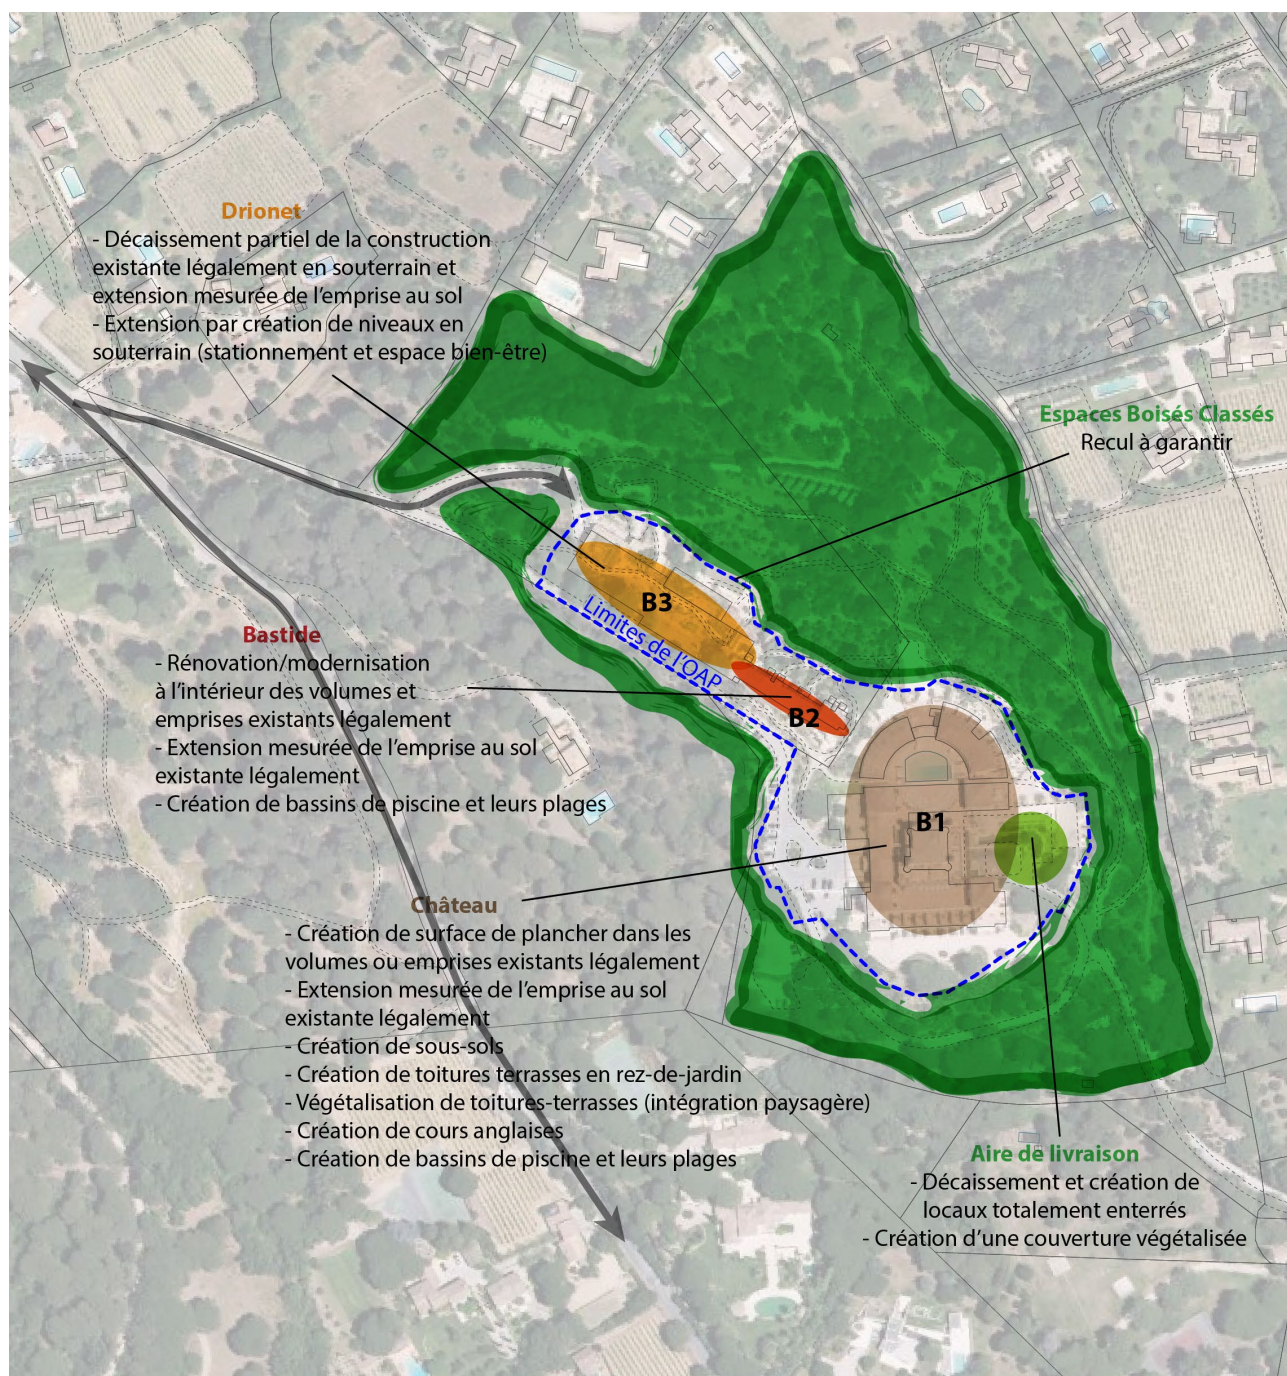 Drionet
- Décaissement partiel de la construction
existante légalement en souterrain et
extension mesurée de l'emprise au sol
- Extension par création de niveaux en
souterrain (stationnement et espace bien-être)
Espaces Boisés Classés
Recul à garantir
B3
Limites de l'OAP
B2
Bastide
- Rénovation/modernisation
à l'intérieur des volumes et
emprises existants légalement
- Extension mesurée de l'emprise au sol
existante légalement
- Création de bassins de piscine et leurs plages
B1
Château
- Création de surface de plancher dans les
volumes ou emprises existants légalement
- Extension mesurée de l'emprise au sol
existante légalement
- Création de sous-sols
- Création de toitures terrasses en rez-de-jardin
- Végétalisation de toitures-terrasses (intégration paysagère)
- Création de cours anglaises
- Création de bassins de piscine et leurs plages
Aire de livraison
- Décaissement et création de
locaux totalement enterrés
- Création d'une couverture végétalisée